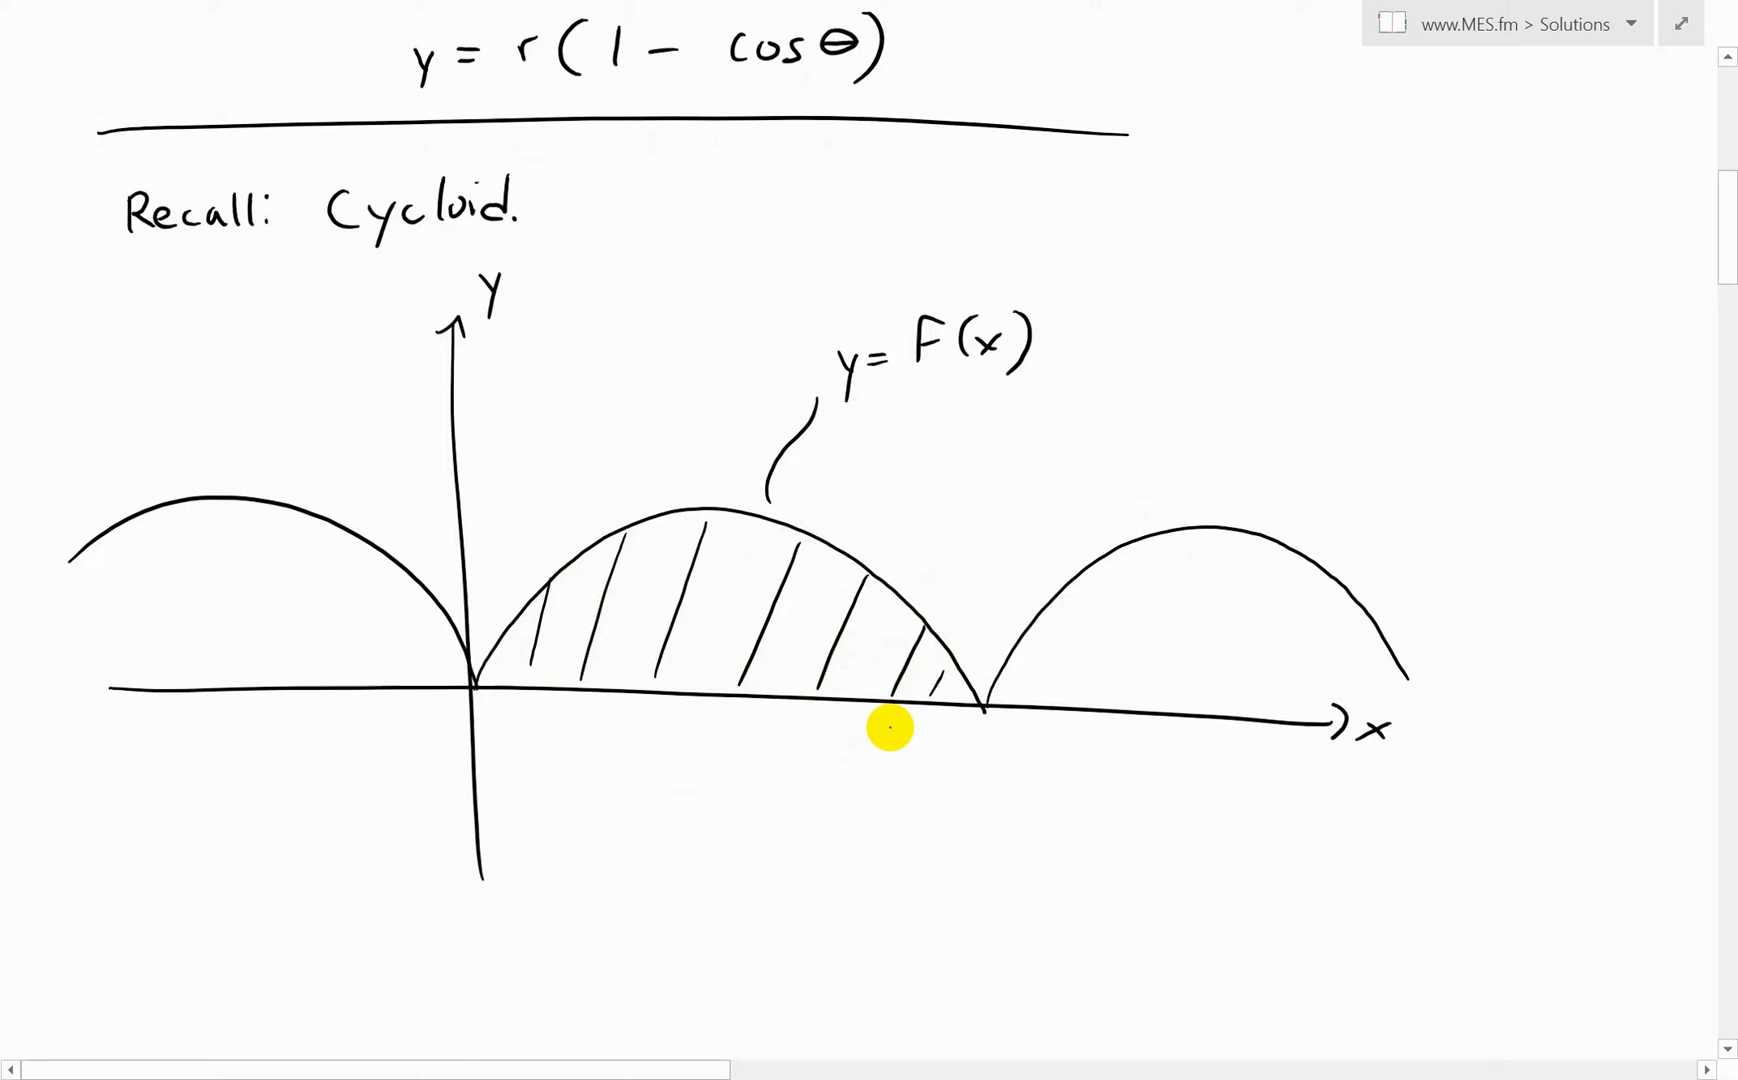 y = r(1 - cosθ)
www.MES.fm > Solutions
Recall: Cycloid.
y
y = F(x)
x